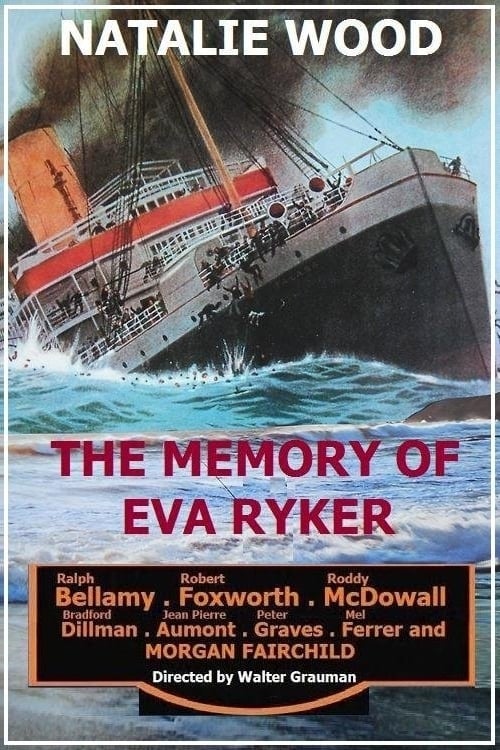 NATALIE WOOD
THE MEMORY OF
EVA RYKER
Ralph Robert Roddy
Bellamy . Foxworth . McDowall
Bradford Jean Pierre Peter Mel
Dillman . Aumont . Graves . Ferrer and
MORGAN FAIRCHILD
Directed by Walter Grauman